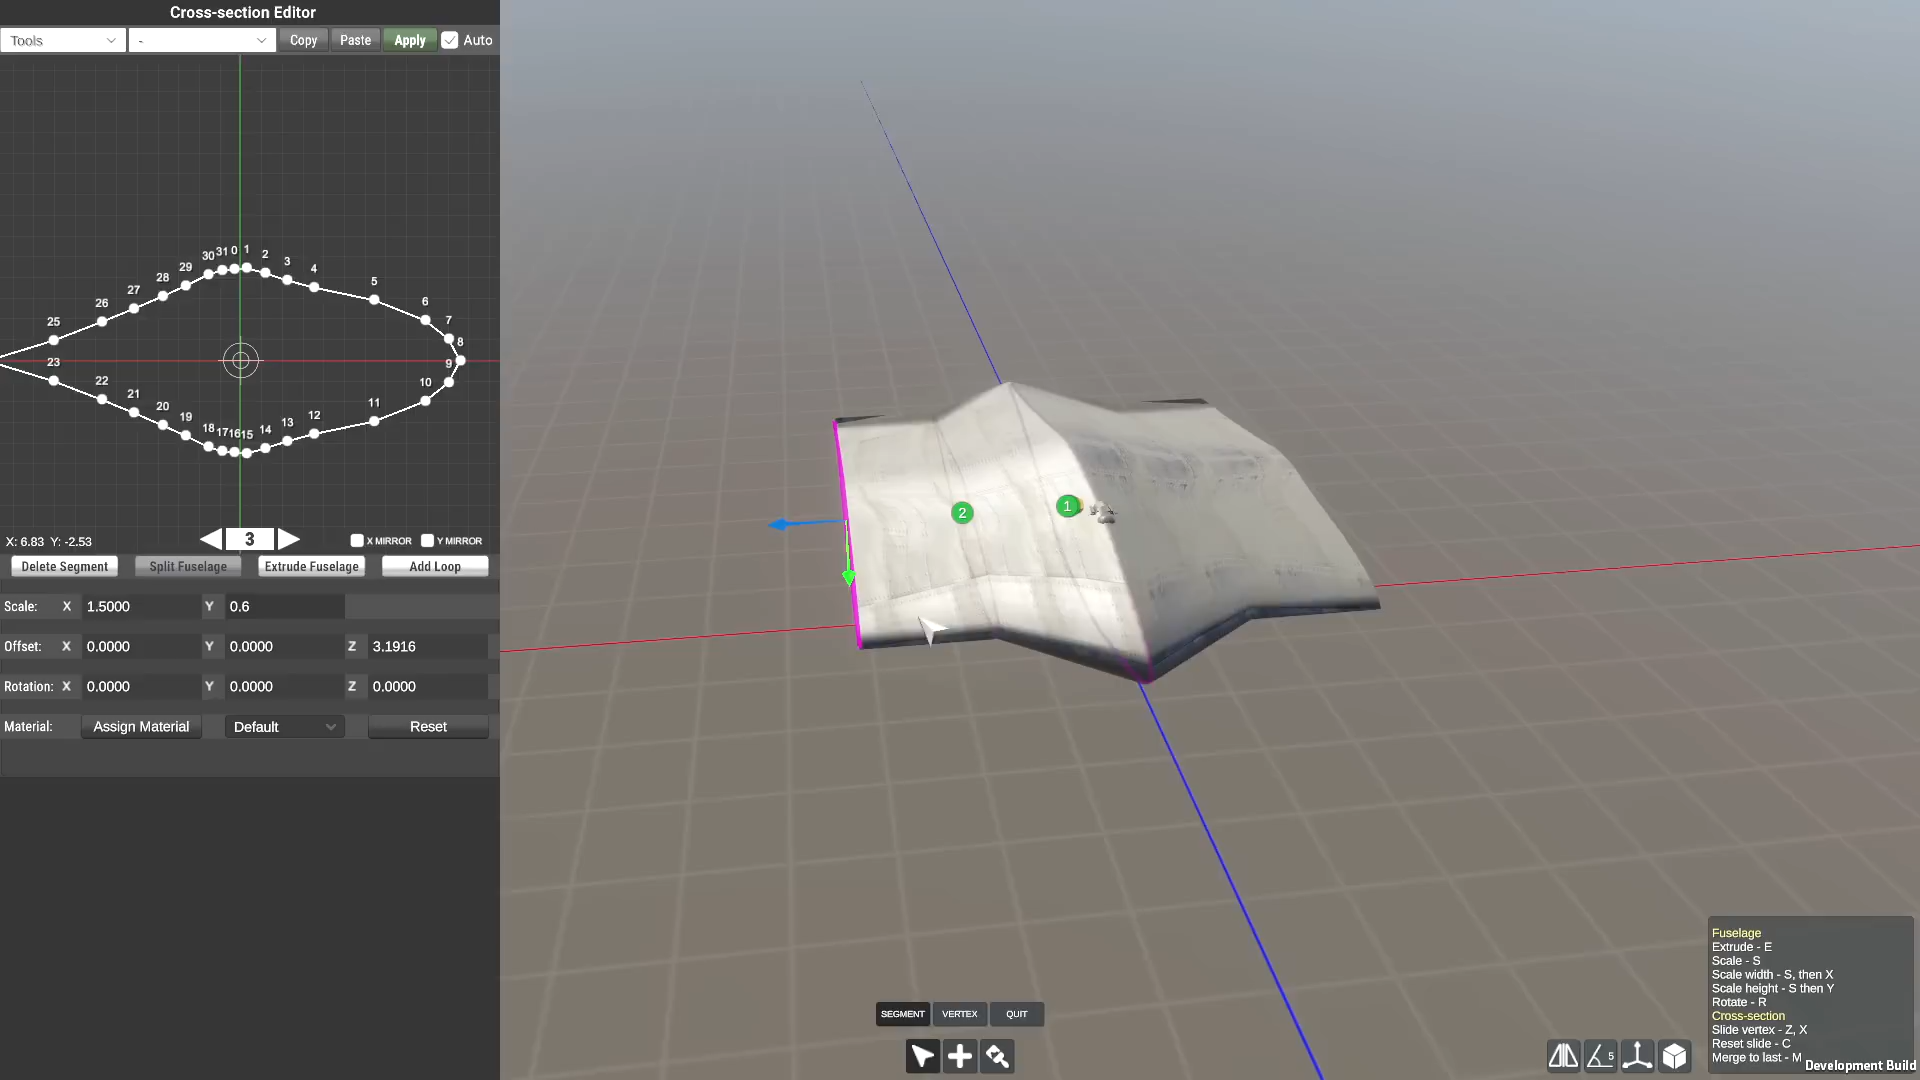 Cross-section Editor
Tools - Copy Paste Apply Auto
30 31 0 1 2 3 4 5 6 7 8
29 28 27 26 25
23 22 21 20 19 18 17 16 15 14 13 12 11 10 9
X: 6.83 Y: -2.53 3 X MIRROR Y MIRROR
Delete Segment Split Fuselage Extrude Fuselage Add Loop
Scale: X 1.5000 Y 0.6
Offset: X 0.0000 Y 0.0000 Z 3.1916
Rotation: X 0.0000 Y 0.0000 Z 0.0000
Material: Assign Material Default Reset
2 1
SEGMENT VERTEX QUIT
Fuselage
Extrude - E
Scale - S
Scale width - S, then X
Scale height - S then Y
Rotate - R
Cross-section
Slide vertex - Z, X
Reset slide - C
Merge to last - M
5
Development Build